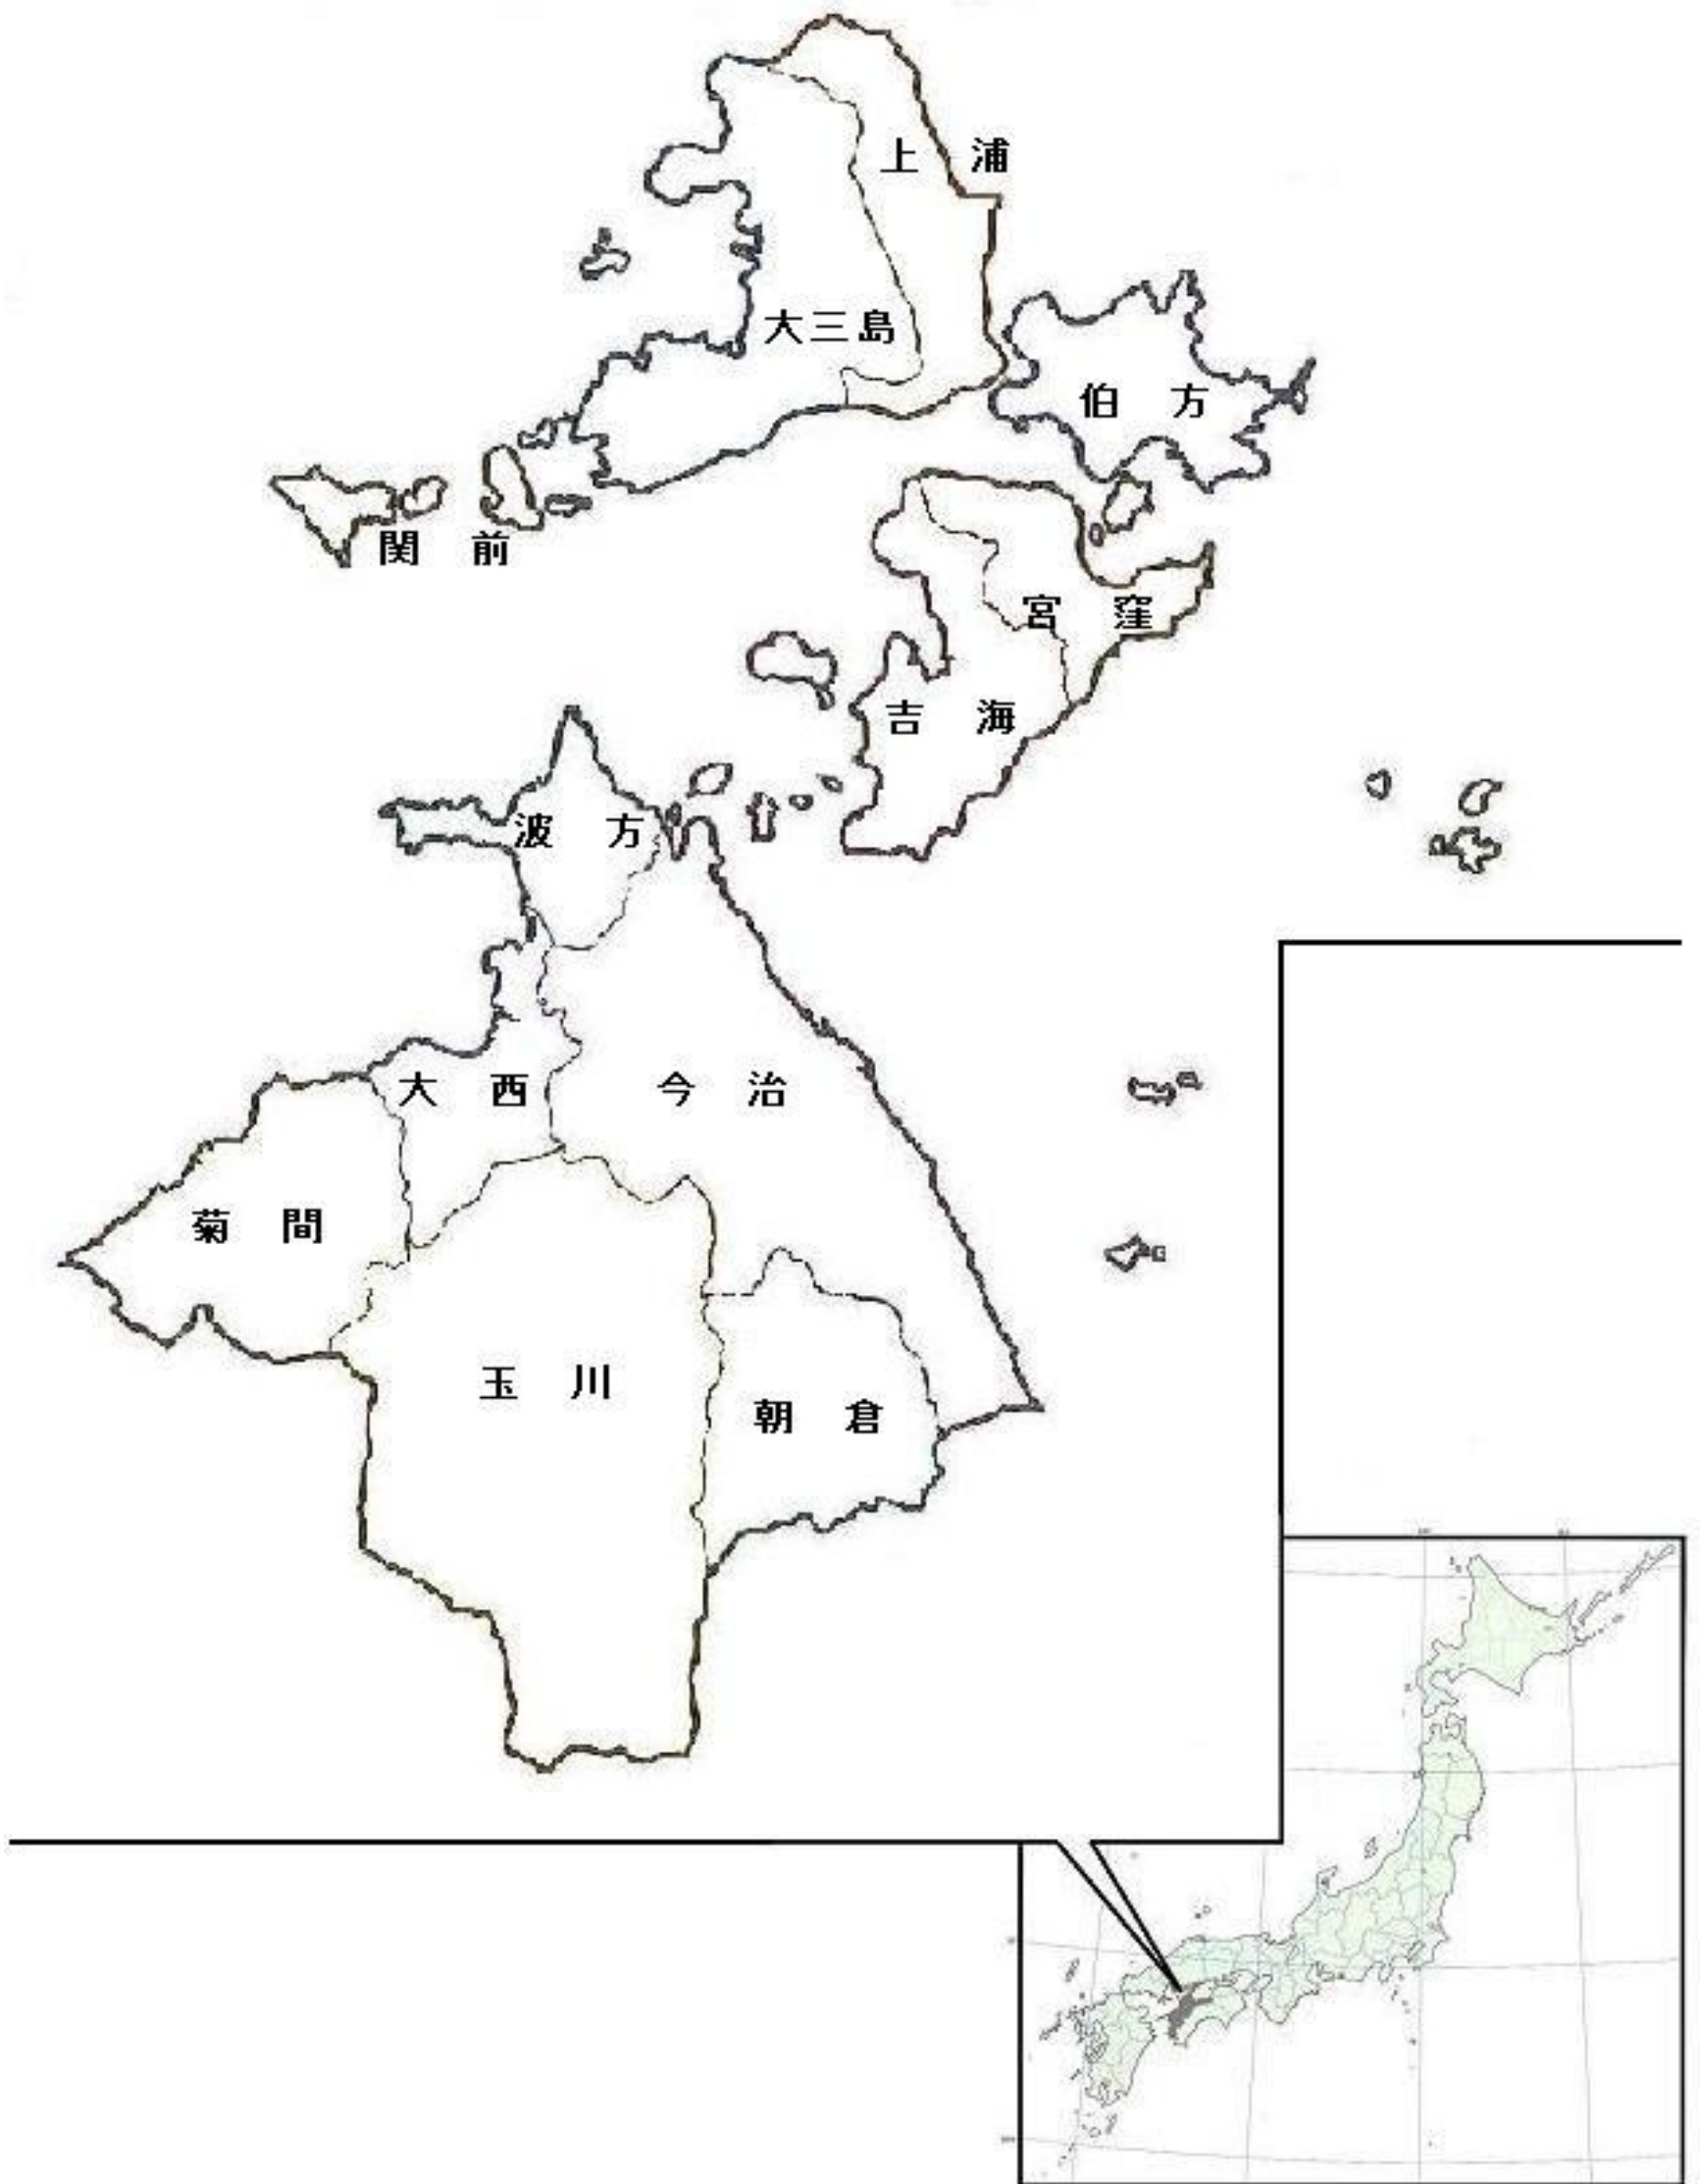 上 浦
大三島
伯 方
関 前
宮 窪
吉 海
波 方
大 西
今 治
菊 間
玉 川
朝 倉